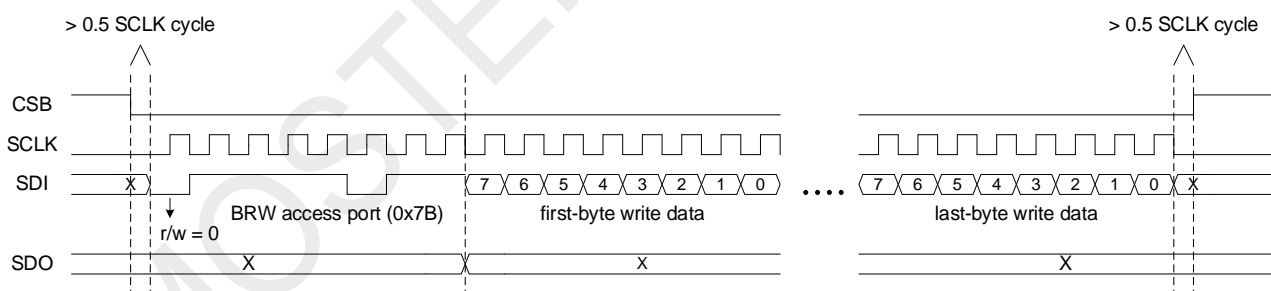 > 0.5 SCLK cycle > 0.5 SCLK cycle
CSB
SCLK
SDI X 7 6 5 4 3 2 1 0 .... 7 6 5 4 3 2 1 0 X
BRW access port (0x7B) first-byte write data last-byte write data
r/w = 0
SDO X X X
MOSTE